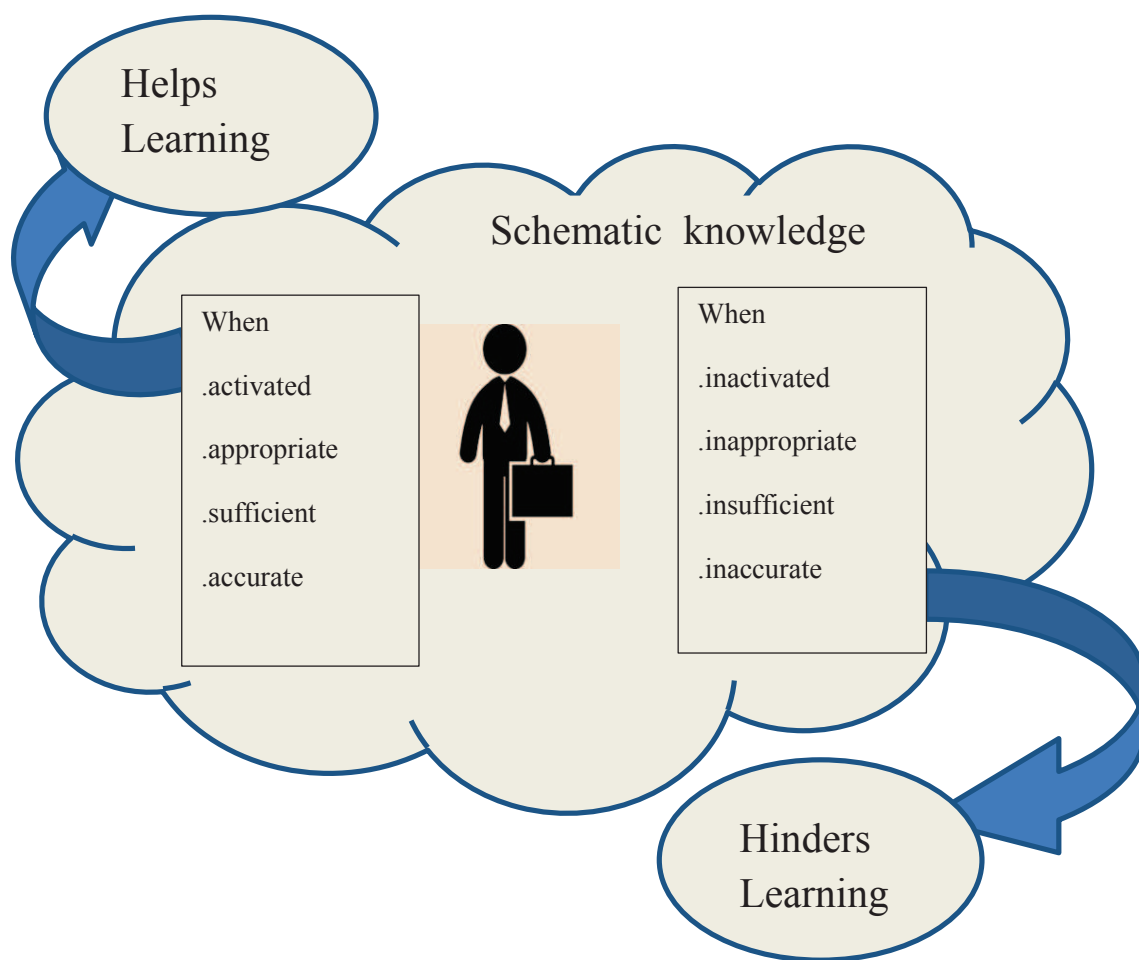 Helps
Learning
Schematic knowledge
When
.activated
.appropriate
.sufficient
.accurate
When
.inactivated
.inappropriate
.insufficient
.inaccurate
Hinders
Learning